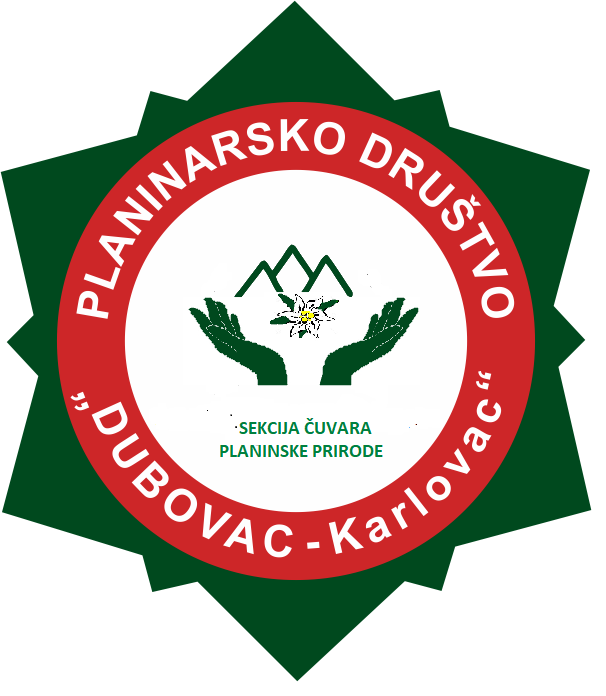 PLANINARSKO DRUŠTVO
„DUBOVAC - Karlovac“
SEKCIJA ČUVARA
PLANINSKE PRIRODE